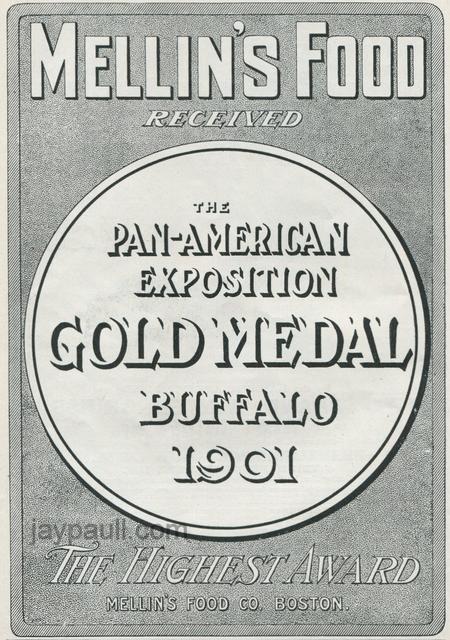 MELLIN'S FOOD
RECEIVED
THE
PAN-AMERICAN
EXPOSITION
GOLD MEDAL
BUFFALO
1901
jaypaull.com
THE HIGHEST AWARD
MELLIN'S FOOD CO. BOSTON.